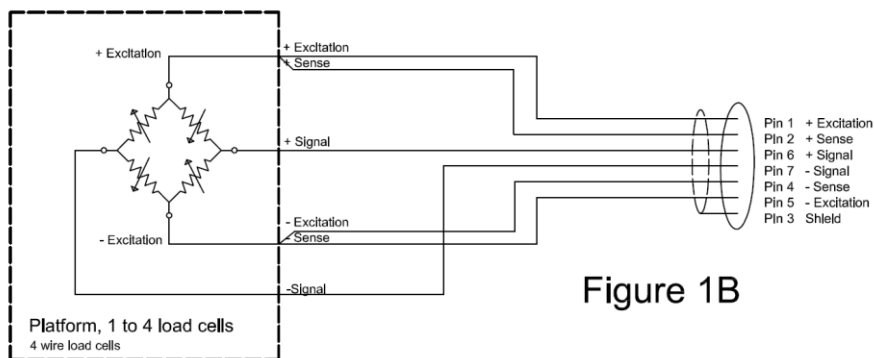 + Excitation
+ Excitation
+ Sense
+ Signal
- Excitation
- Excitation
- Sense
-Signal
Platform, 1 to 4 load cells
4 wire load cells
Pin 1 + Excitation
Pin 2 + Sense
Pin 6 + Signal
Pin 7 - Signal
Pin 4 - Sense
Pin 5 - Excitation
Pin 3 Shield
Figure 1B